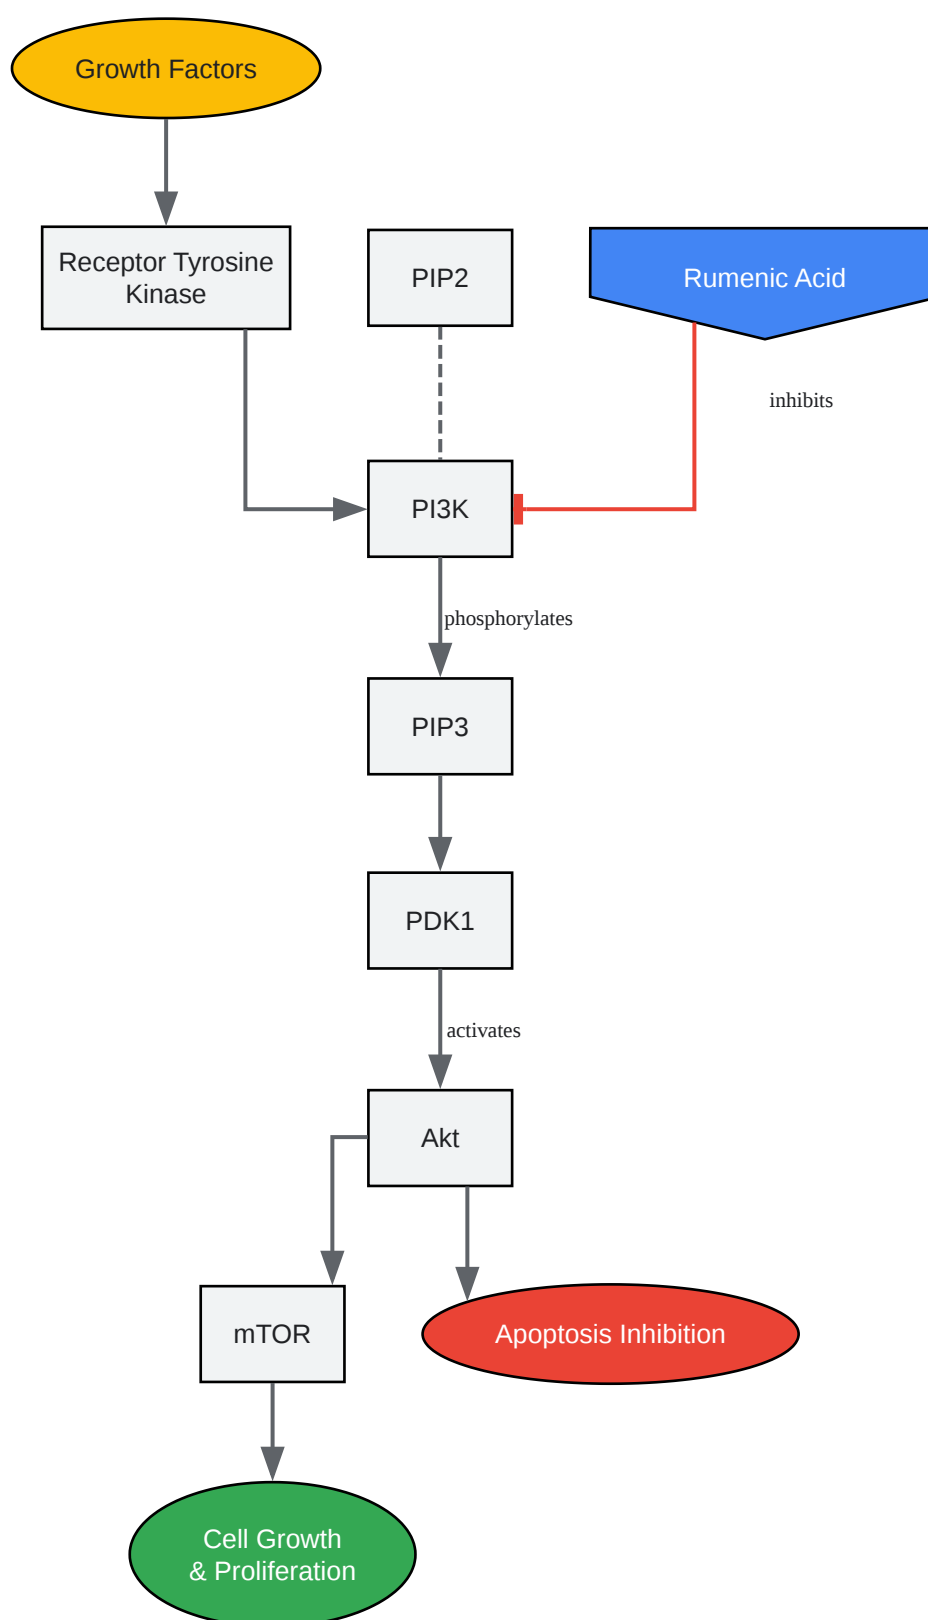 Growth Factors
Receptor Tyrosine
Kinase
PIP2
Rumenic Acid
inhibits
PI3K
phosphorylates
PIP3
PDK1
activates
Akt
mTOR
Apoptosis Inhibition
Cell Growth
& Proliferation